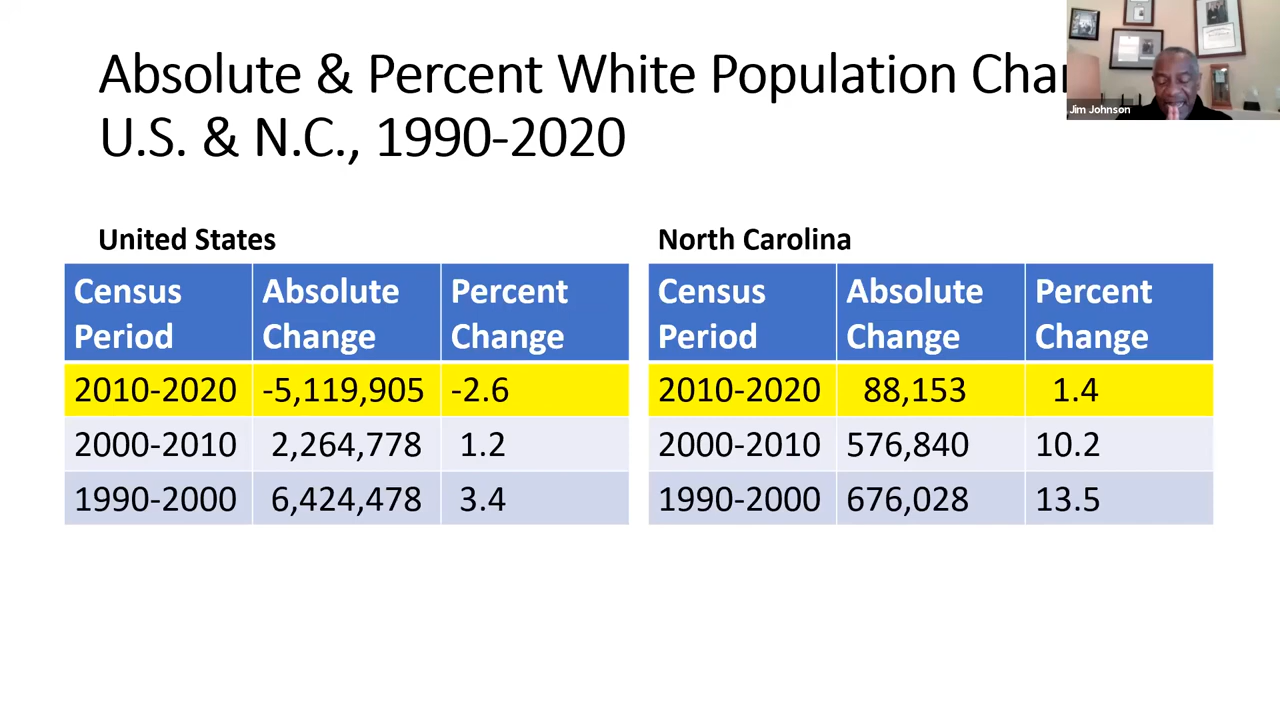 Absolute & Percent White Population
U.S. & N.C., 1990-2020
Jim Johnson
United States
Census Period Absolute Change Percent Change
2010-2020 -5,119,905 -2.6
2000-2010 2,264,778 1.2
1990-2000 6,424,478 3.4
North Carolina
Census Period Absolute Change Percent Change
2010-2020 88,153 1.4
2000-2010 576,840 10.2
1990-2000 676,028 13.5